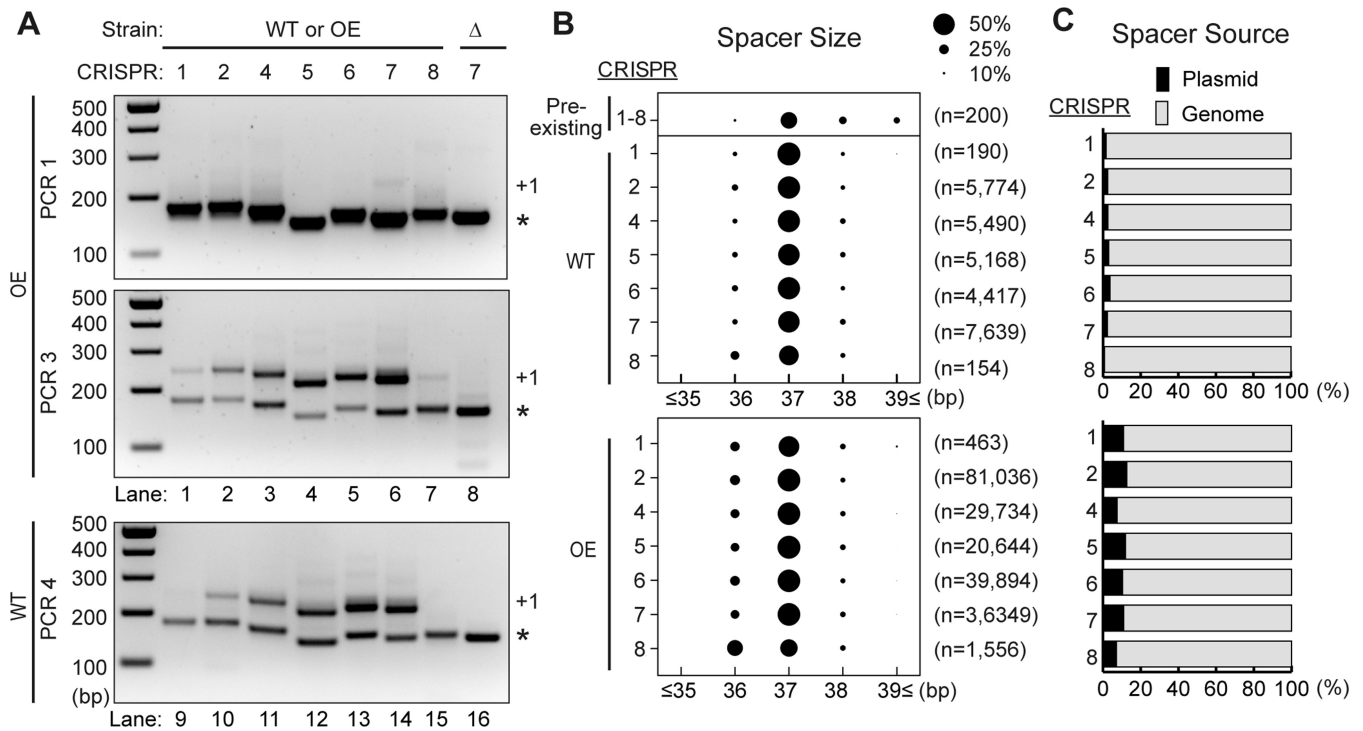 A
Strain: WT or OE Δ
CRISPR: 1 2 4 5 6 7 8 7
OE
PCR 1
500
400
300
200
100
+1
*
PCR 3
500
400
300
200
100
+1
*
Lane: 1 2 3 4 5 6 7 8
WT
PCR 4
500
400
300
200
100
(bp)
+1
*
Lane: 9 10 11 12 13 14 15 16
B
Spacer Size
50%
25%
10%
CRISPR
Pre-existing
1-8 (n=200)
WT
1 (n=190)
2 (n=5,774)
4 (n=5,490)
5 (n=5,168)
6 (n=4,417)
7 (n=7,639)
8 (n=154)
≤35 36 37 38 39≤ (bp)
OE
1 (n=463)
2 (n=81,036)
4 (n=29,734)
5 (n=20,644)
6 (n=39,894)
7 (n=3,6349)
8 (n=1,556)
≤35 36 37 38 39≤ (bp)
C
Spacer Source
Plasmid
Genome
CRISPR
1
2
4
5
6
7
8
0 20 40 60 80 100 (%)
1
2
4
5
6
7
8
0 20 40 60 80 100 (%)